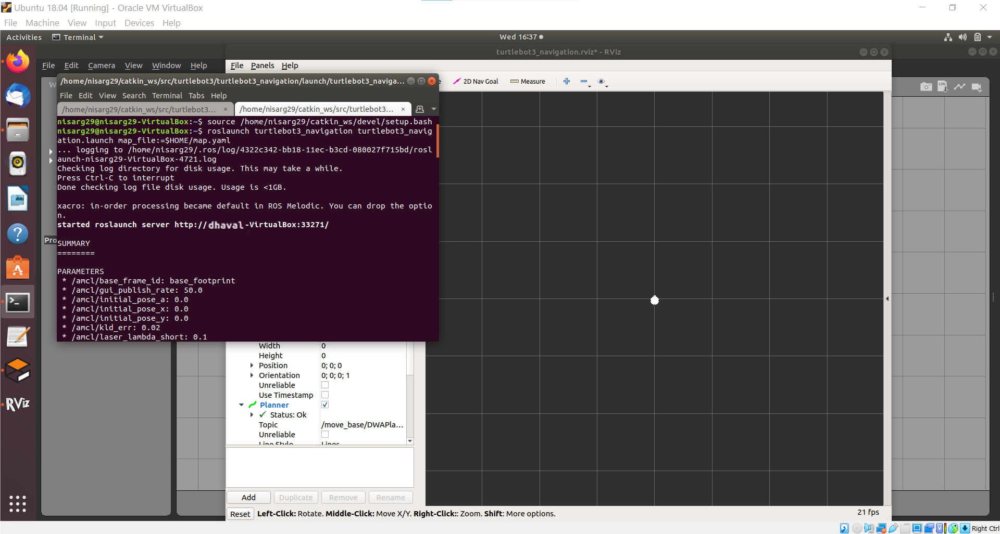 Ubuntu 18.04 [Running] - Oracle VM VirtualBox
File Machine View Input Devices Help
Activities Terminal Wed 16:37
turtlebot3_navigation.rviz* - RViz
File Edit Camera View Window Help
File Panels Help
2D Nav Goal Measure
/home/nisarg29/catkin_ws/src/turtlebot3/turtlebot3_navigation/launch/turtlebot3_naviga...
File Edit View Search Terminal Tabs Help
/home/nisarg29/catkin_ws/src/turtlebot3... × /home/nisarg29/catkin_ws/src/turtlebot3... ×
nisarg29@nisarg29-VirtualBox:~$ source /home/nisarg29/catkin_ws/devel/setup.bash
nisarg29@nisarg29-VirtualBox:~$ roslaunch turtlebot3_navigation turtlebot3_navig
ation.launch map_file:=$HOME/map.yaml
... logging to /home/nisarg29/.ros/log/4322c342-bb18-11ec-b3cd-080027f715bd/rosl
aunch-nisarg29-VirtualBox-4721.log
Checking log directory for disk usage. This may take a while.
Press Ctrl-C to interrupt
Done checking log file disk usage. Usage is <1GB.
xacro: in-order processing became default in ROS Melodic. You can drop the optio
n.
started roslaunch server http://dhaval-VirtualBox:33271/
SUMMARY
========
PARAMETERS
* /amcl/base_frame_id: base_footprint
* /amcl/gui_publish_rate: 50.0
* /amcl/initial_pose_a: 0.0
* /amcl/initial_pose_x: 0.0
* /amcl/initial_pose_y: 0.0
* /amcl/kld_err: 0.02
* /amcl/laser_lambda_short: 0.1
Pro
LOG
Width 0
Height 0
Position 0; 0; 0
Orientation 0; 0; 0; 1
Unreliable
Use Timestamp
Planner
Status: Ok
Topic /move_base/DWAPla...
Unreliable
Line Style Lines
RViz
Add Duplicate Remove Rename
Reset Left-Click: Rotate. Middle-Click: Move X/Y. Right-Click:: Zoom. Shift: More options. 21 fps
Right Ctrl